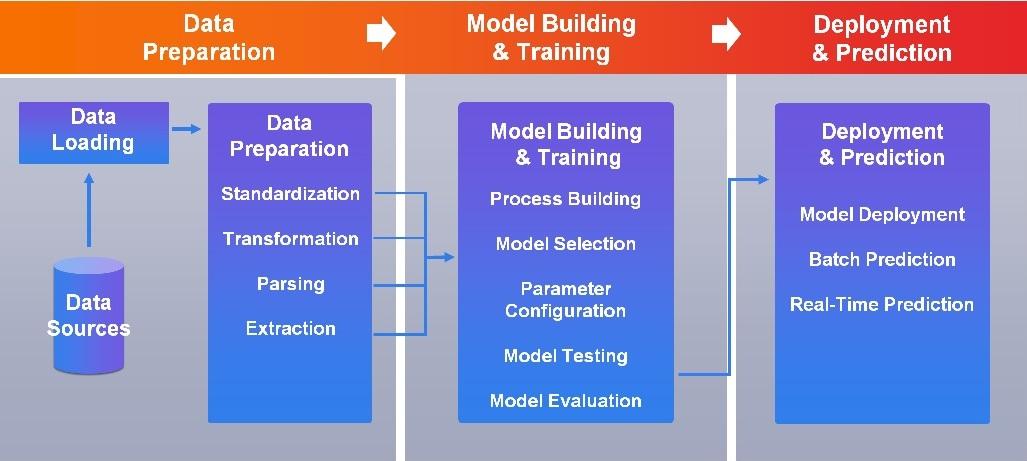 Data
Preparation
Model Building
& Training
Deployment
& Prediction
Data
Loading
Data
Sources
Data
Preparation
Standardization
Transformation
Parsing
Extraction
Model Building
& Training
Process Building
Model Selection
Parameter
Configuration
Model Testing
Model Evaluation
Deployment
& Prediction
Model Deployment
Batch Prediction
Real-Time Prediction